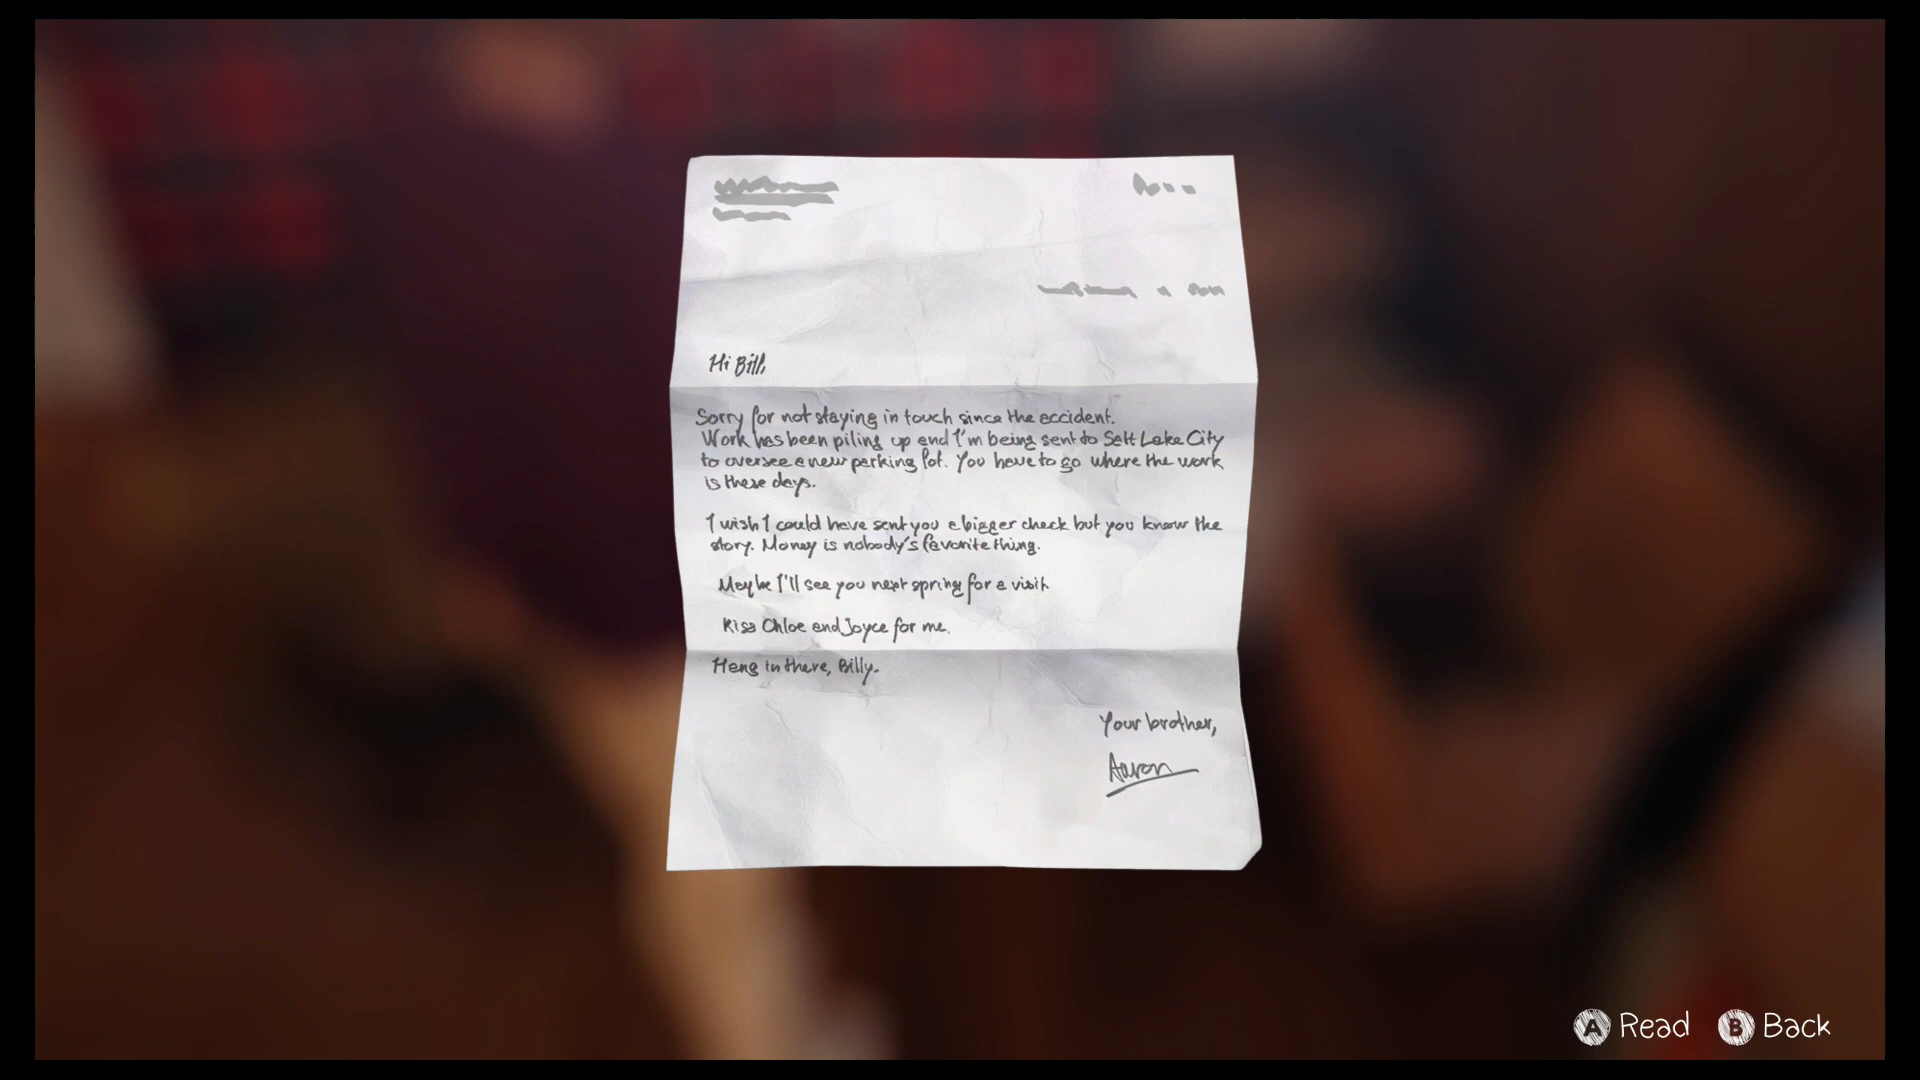 Hi Bill,
Sorry for not staying in touch since the accident.
Work has been piling up and I'm being sent to Salt Lake City
to oversee a new parking lot. You have to go where the work
is these days.
I wish I could have sent you a bigger check but you know the
story. Money is nobody's favorite thing.
Maybe I'll see you next spring for a visit.
Kiss Chloe and Joyce for me.
Hang in there, Billy.
Your brother,
Aaron
A Read B Back